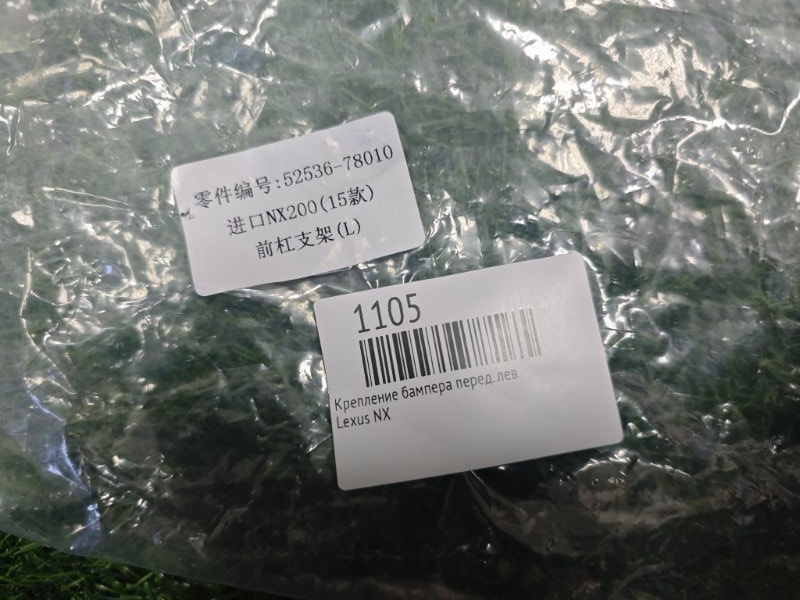 零件编号:52536-78010
进口NX200(15款)
前杠支架(L)
1105
Крепление бампера перед. лев.
Lexus NX